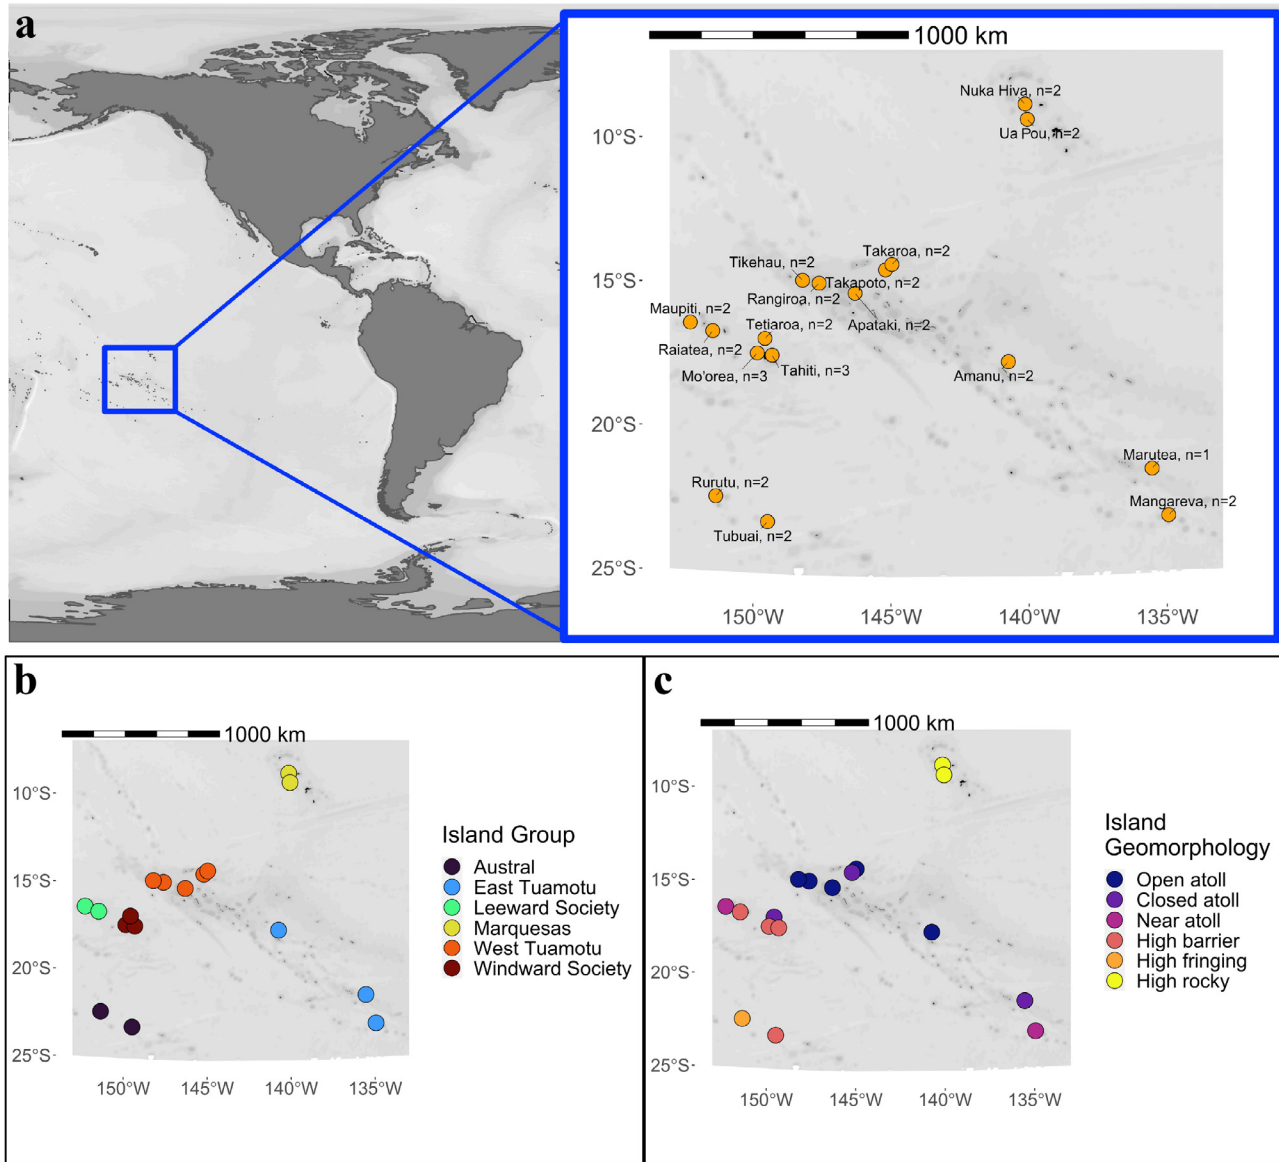 a
1000 km
Nuka Hiva, n=2
10°S
Ua Pou, n=2
Takaroa, n=2
Tikehau, n=2
15°S
Takapoto, n=2
Rangiroa, n=2
Maupiti, n=2
Tetiaroa, n=2
Apataki, n=2
Raiatea, n=2
Mo'orea, n=3
Tahiti, n=3
Amanu, n=2
20°S
Marutea, n=1
Rurutu, n=2
Mangareva, n=2
Tubuai, n=2
25°S
150°W 145°W 140°W 135°W
b
1000 km
10°S
15°S
20°S
25°S
150°W 145°W 140°W 135°W
Island Group
Austral
East Tuamotu
Leeward Society
Marquesas
West Tuamotu
Windward Society
c
1000 km
10°S
15°S
20°S
25°S
150°W 145°W 140°W 135°W
Island
Geomorphology
Open atoll
Closed atoll
Near atoll
High barrier
High fringing
High rocky